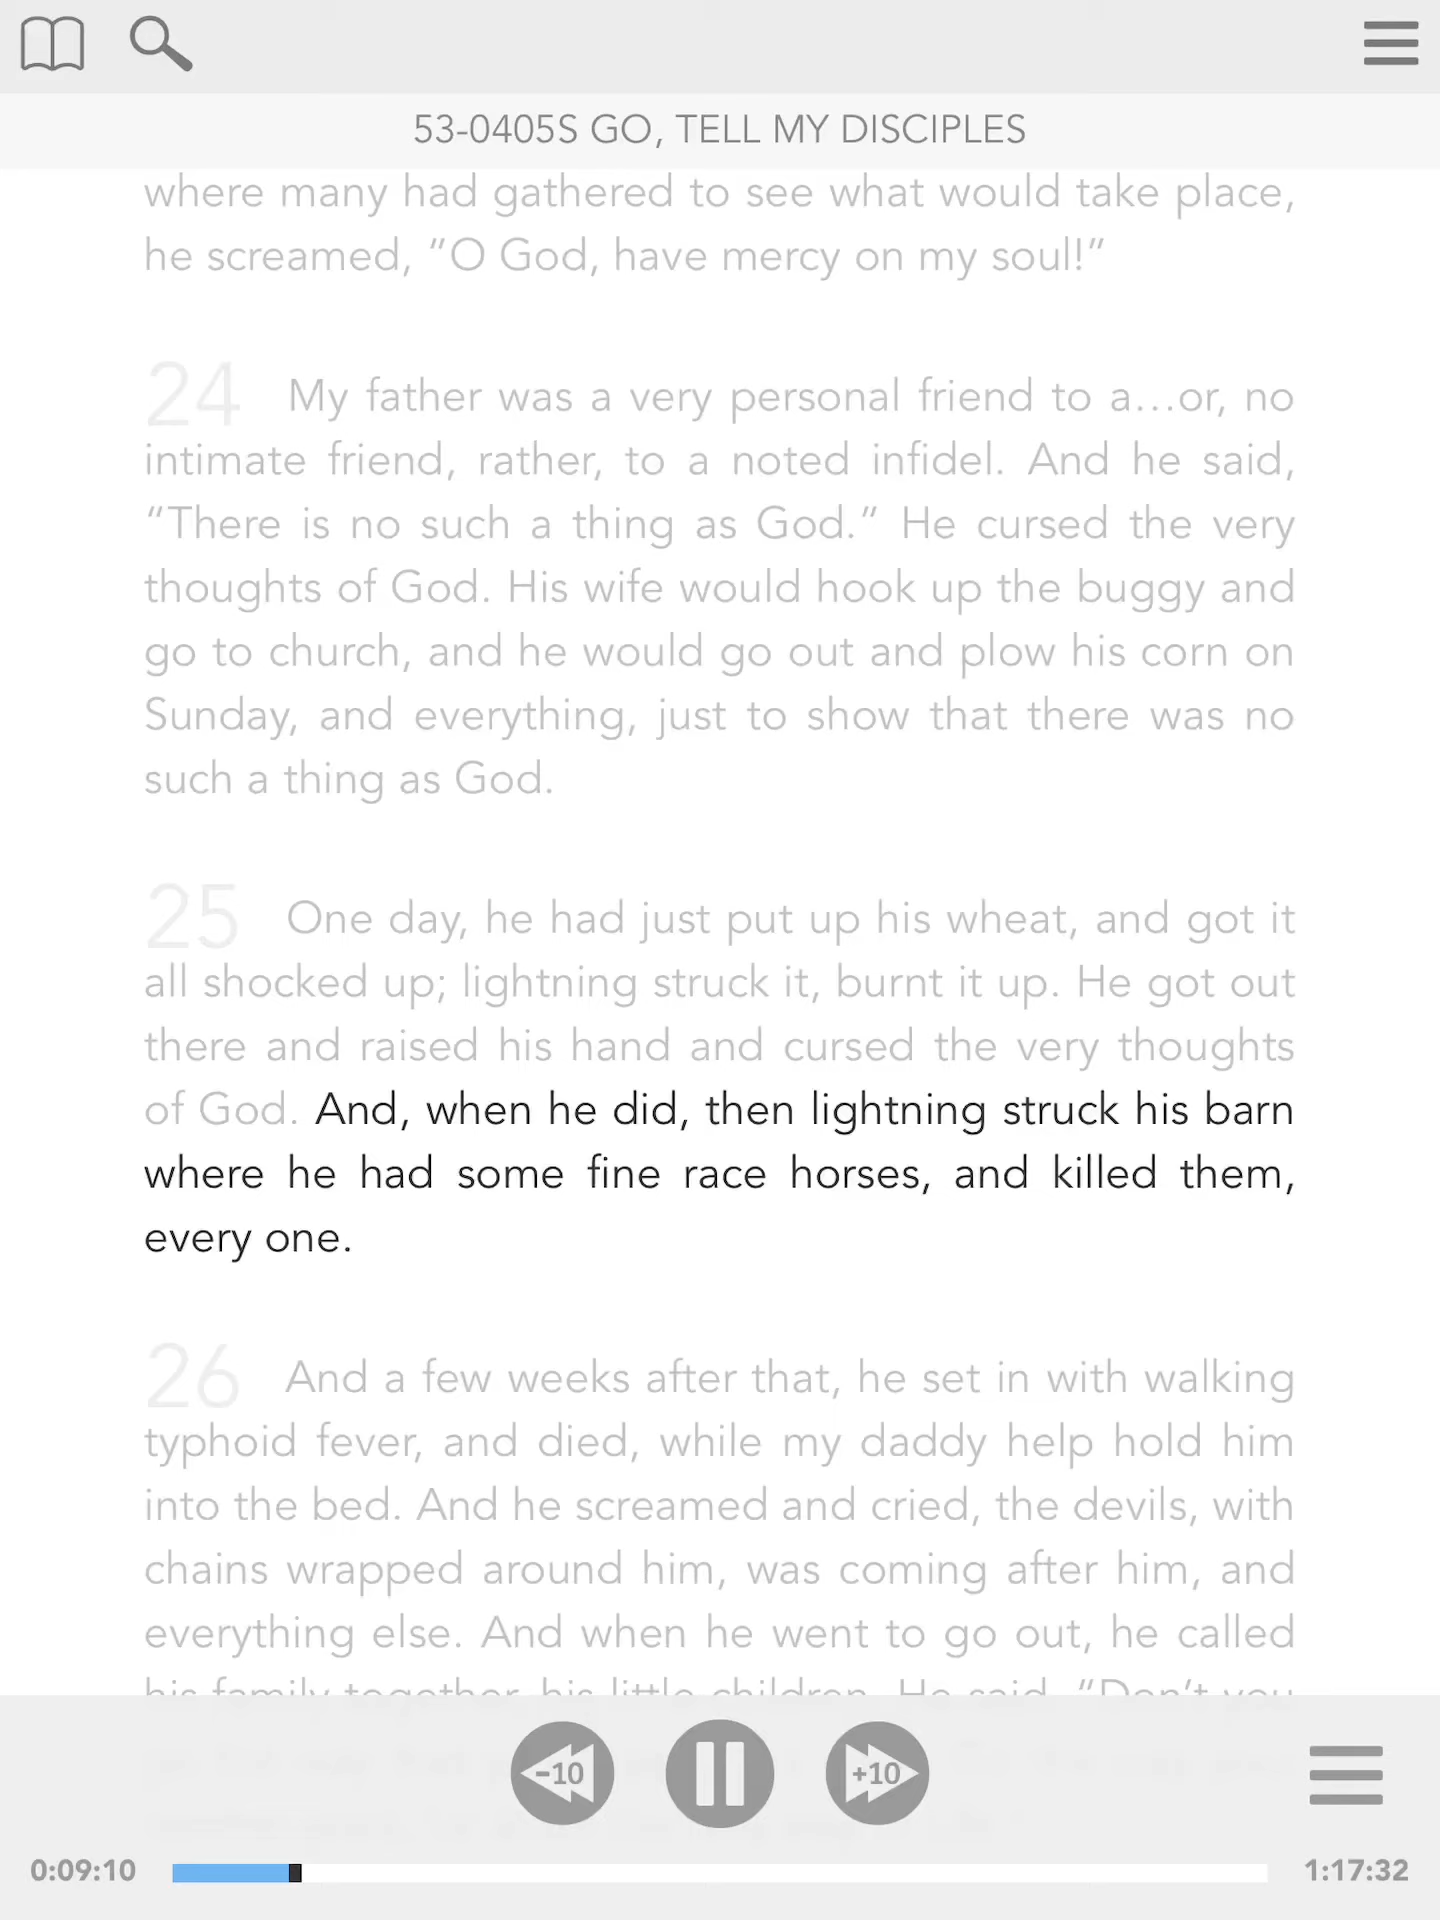 53-0405S GO, TELL MY DISCIPLES
where many had gathered to see what would take place,
he screamed, “O God, have mercy on my soul!”
24 My father was a very personal friend to a…or, no
intimate friend, rather, to a noted infidel. And he said,
“There is no such a thing as God.” He cursed the very
thoughts of God. His wife would hook up the buggy and
go to church, and he would go out and plow his corn on
Sunday, and everything, just to show that there was no
such a thing as God.
25 One day, he had just put up his wheat, and got it
all shocked up; lightning struck it, burnt it up. He got out
there and raised his hand and cursed the very thoughts
of God. And, when he did, then lightning struck his barn
where he had some fine race horses, and killed them,
every one.
26 And a few weeks after that, he set in with walking
typhoid fever, and died, while my daddy help hold him
into the bed. And he screamed and cried, the devils, with
chains wrapped around him, was coming after him, and
everything else. And when he went to go out, he called
his family together, his little children. He said, “Don’t you
-10 +10
0:09:10 1:17:32